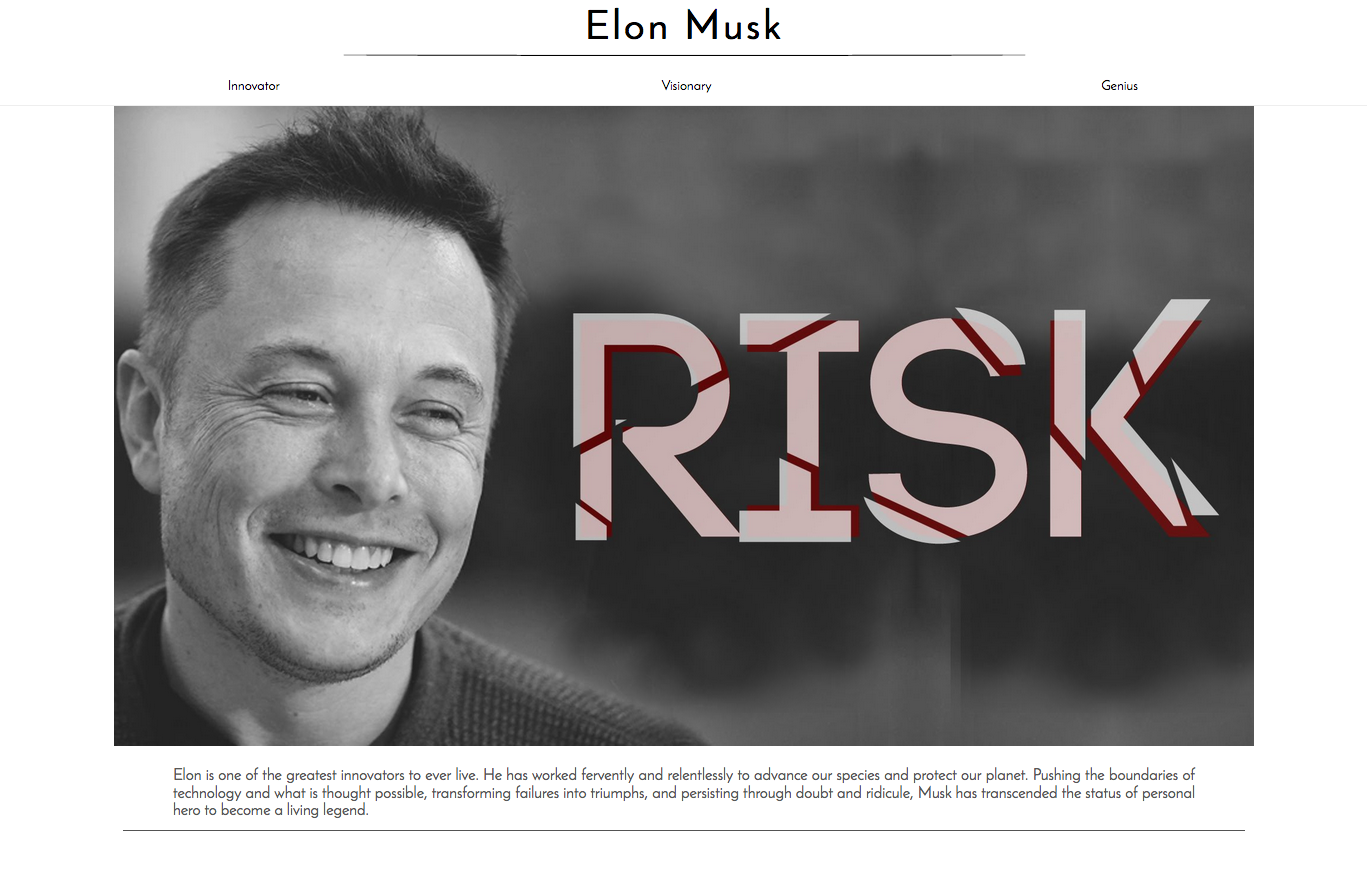 Elon Musk
Innovator Visionary Genius
RISK
Elon is one of the greatest innovators to ever live. He has worked fervently and relentlessly to advance our species and protect our planet. Pushing the boundaries of
technology and what is thought possible, transforming failures into triumphs, and persisting through doubt and ridicule, Musk has transcended the status of personal
hero to become a living legend.